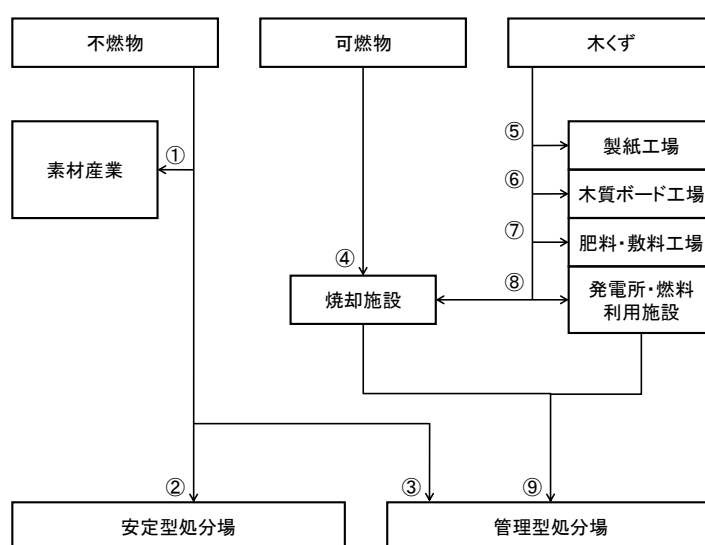 不燃物
可燃物
木くず
①
素材産業
⑤
製紙工場
⑥
木質ボード工場
⑦
肥料・敷料工場
④
焼却施設
⑧
発電所・燃料
利用施設
②
③
⑨
安定型処分場
管理型処分場